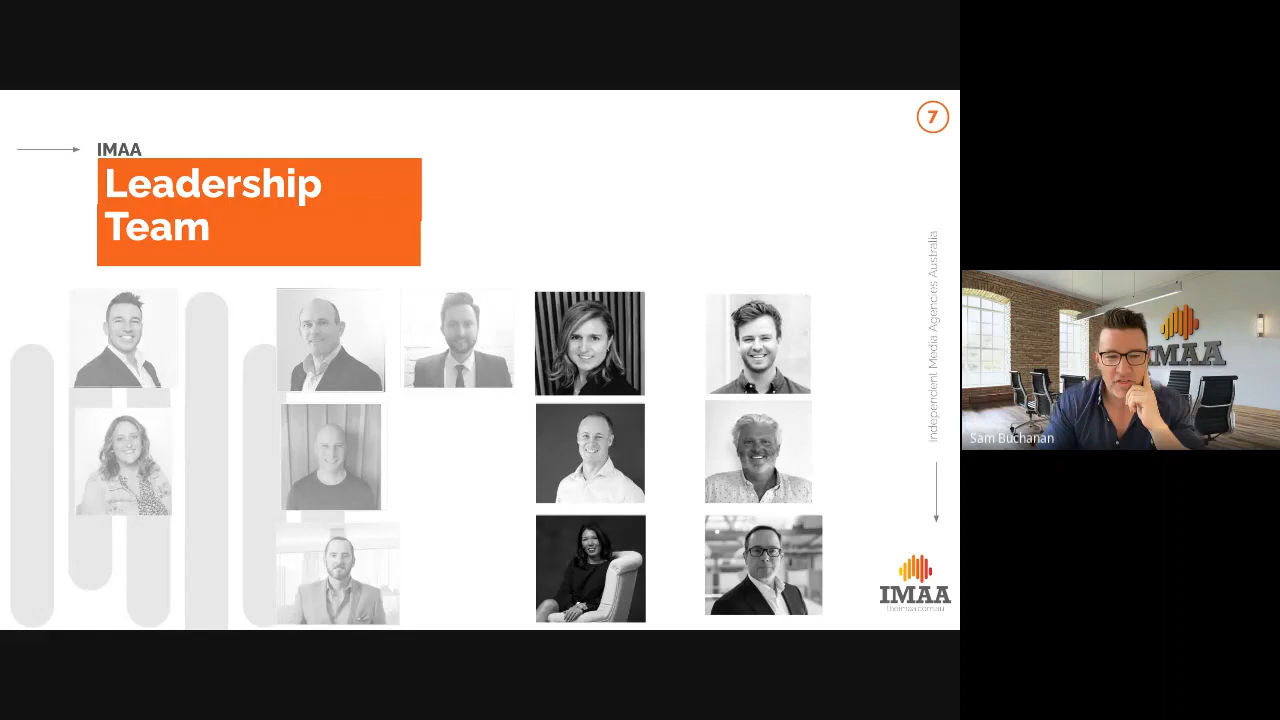 7
IMAA
Leadership
Team
Independent Media Agencies Australia
IMAA
Sam Buchanan
IMAA
theimaa.com.au